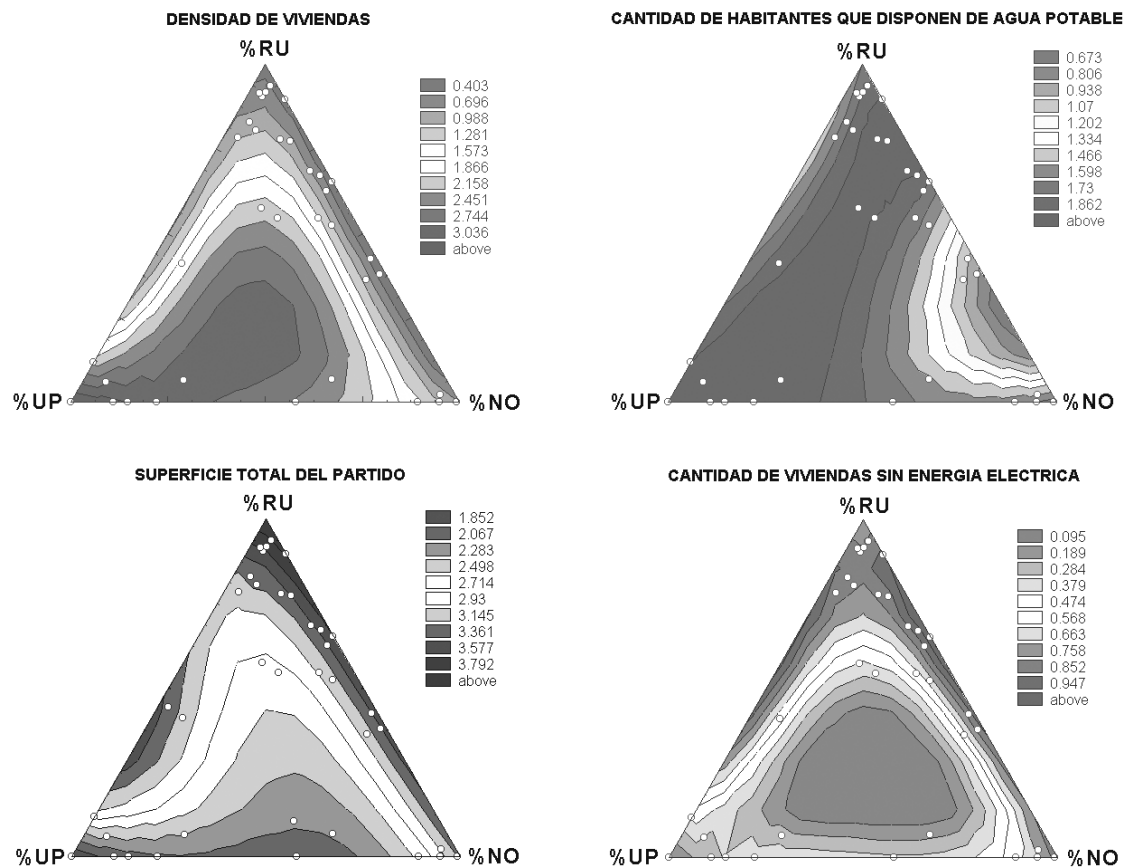 DENSIDAD DE VIVIENDAS
%RU
0.403
0.696
0.988
1.281
1.573
1.866
2.158
2.451
2.744
3.036
above
%UP
%NO
CANTIDAD DE HABITANTES QUE DISPONEN DE AGUA POTABLE
%RU
0.673
0.806
0.938
1.07
1.202
1.334
1.466
1.598
1.73
1.862
above
%UP
%NO
SUPERFICIE TOTAL DEL PARTIDO
%RU
1.852
2.067
2.283
2.498
2.714
2.93
3.145
3.361
3.577
3.792
above
%UP
%NO
CANTIDAD DE VIVIENDAS SIN ENERGIA ELECTRICA
%RU
0.095
0.189
0.284
0.379
0.474
0.568
0.663
0.758
0.852
0.947
above
%UP
%NO